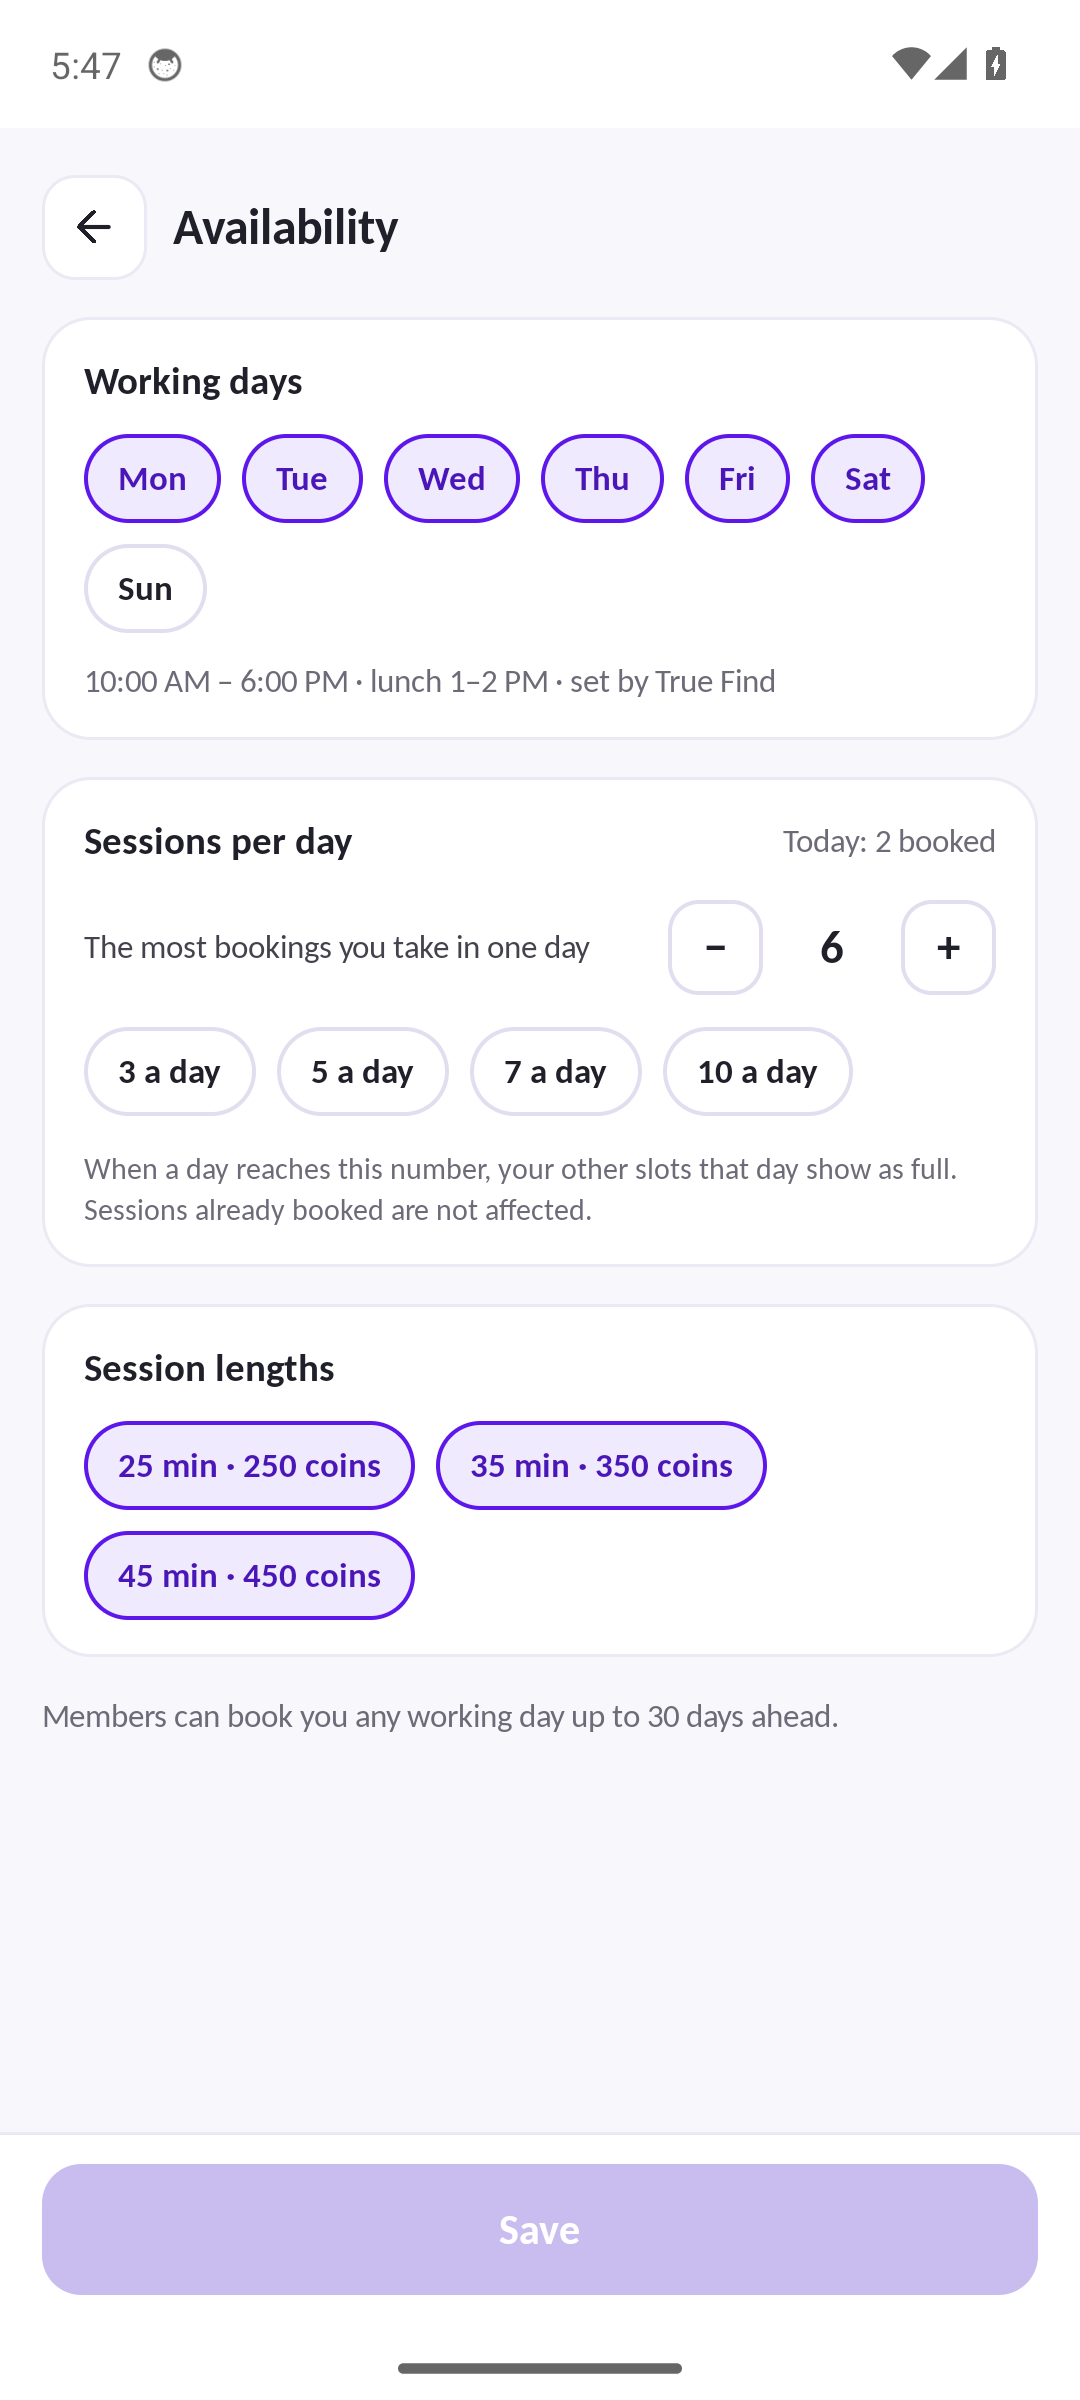 5:47
Availability
Working days
Mon Tue Wed Thu Fri Sat
Sun
10:00 AM – 6:00 PM · lunch 1–2 PM · set by True Find
Sessions per day Today: 2 booked
The most bookings you take in one day − 6 +
3 a day 5 a day 7 a day 10 a day
When a day reaches this number, your other slots that day show as full.
Sessions already booked are not affected.
Session lengths
25 min · 250 coins 35 min · 350 coins
45 min · 450 coins
Members can book you any working day up to 30 days ahead.
Save